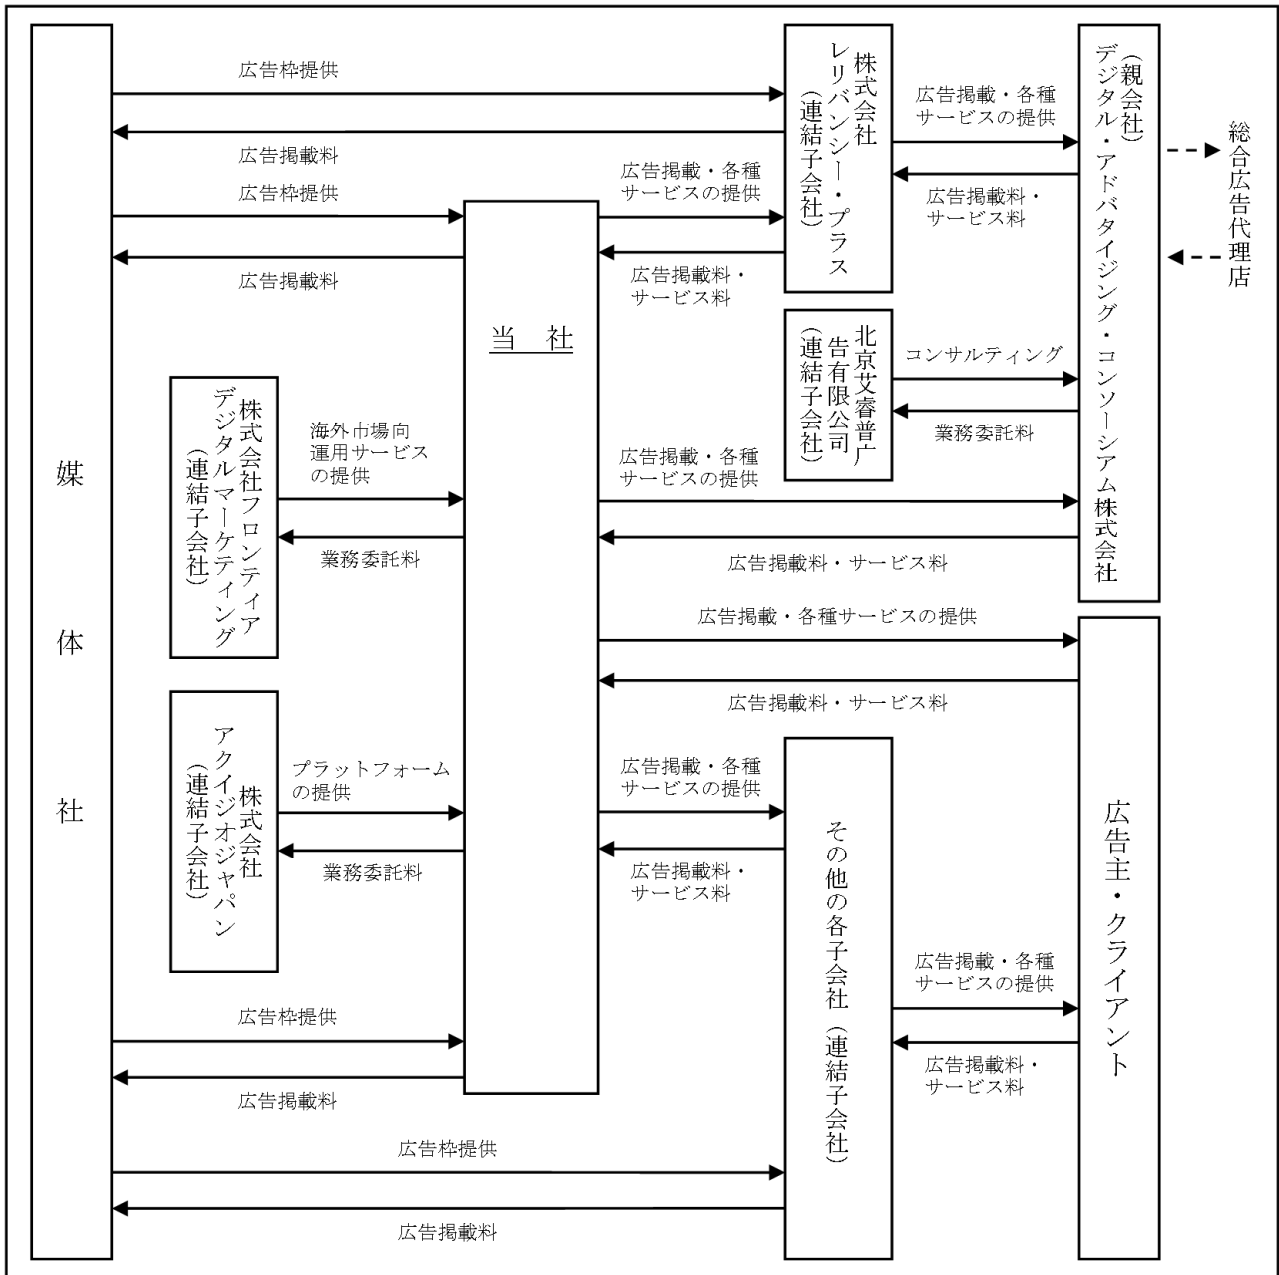 媒体社
広告枠提供
広告掲載料
広告枠提供
広告掲載料
株式会社フロンティア
デジタルマーケティング
(連結子会社)
海外市場向
運用サービス
の提供
業務委託料
株式会社
アクイジオジャパン
(連結子会社)
プラットフォーム
の提供
業務委託料
広告枠提供
広告掲載料
広告枠提供
広告掲載料
当 社
広告掲載・各種
サービスの提供
広告掲載料・
サービス料
株式会社
レリバンシー・プラス
(連結子会社)
広告掲載・各種
サービスの提供
広告掲載料・
サービス料
北京艾睿普广
告有限公司
(連結子会社)
コンサルティング
業務委託料
広告掲載・各種
サービスの提供
広告掲載料・サービス料
(親会社)
デジタル・アドバタイジング・コンソーシアム株式会社
総合広告代理店
広告掲載・各種サービスの提供
広告掲載料・サービス料
広告掲載・各種
サービスの提供
広告掲載料・
サービス料
その他の各子会社(連結子会社)
広告掲載・各種
サービスの提供
広告掲載料・
サービス料
広告主・クライアント